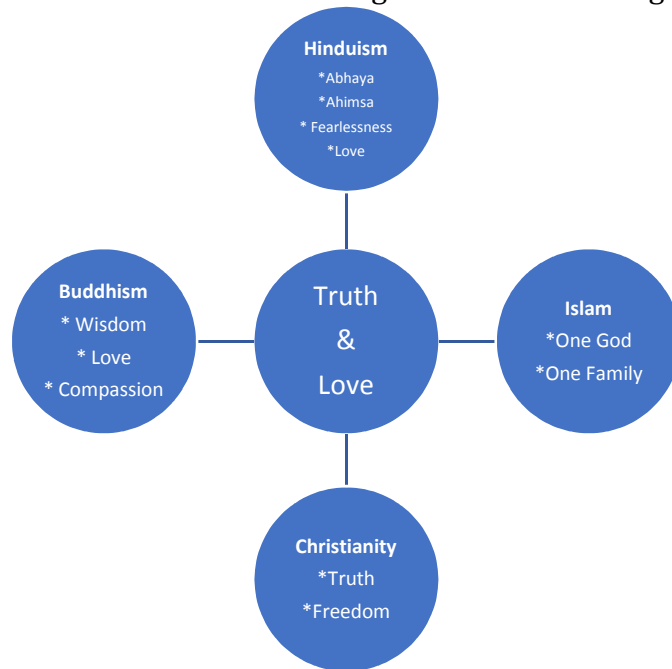 Hinduism
*Abhaya
*Ahimsa
* Fearlessness
*Love
Buddhism
* Wisdom
* Love
* Compassion
Truth
&
Love
Islam
*One God
*One Family
Christianity
*Truth
*Freedom